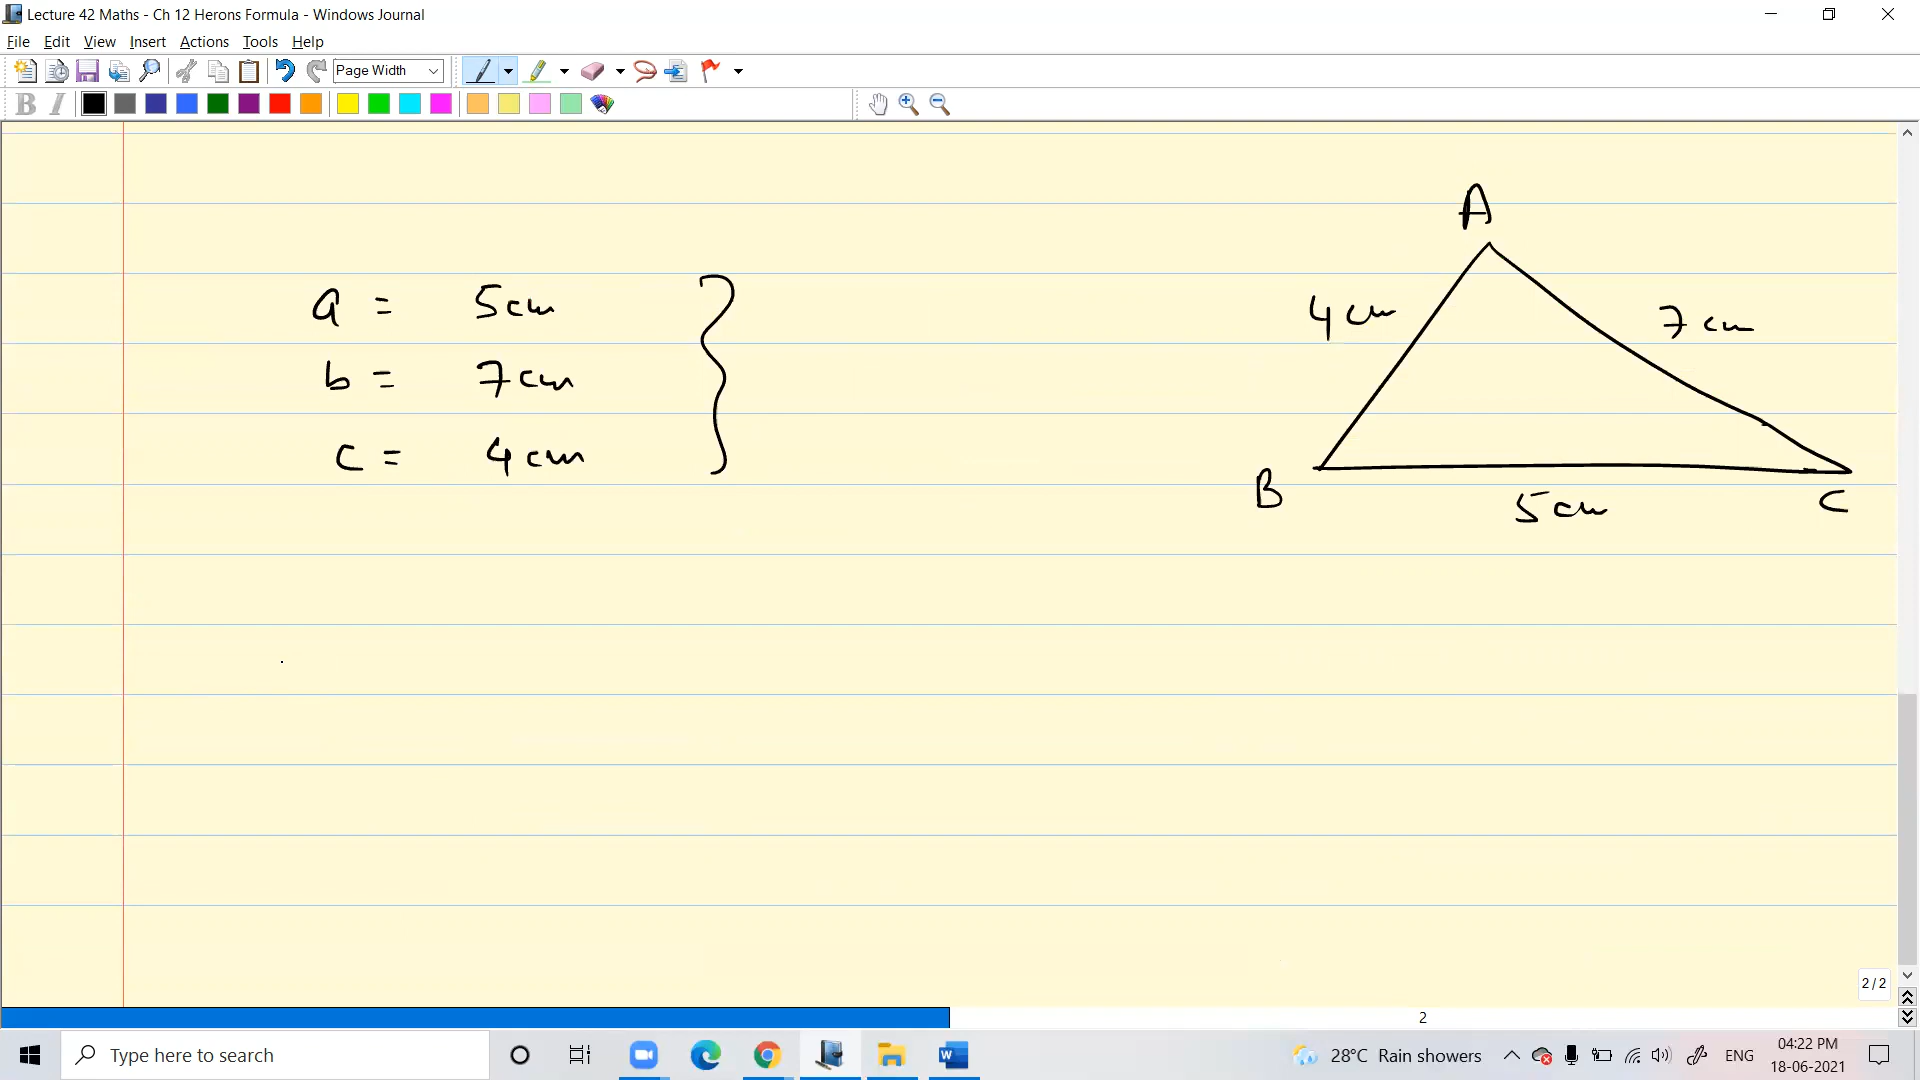 Lecture 42 Maths - Ch 12 Herons Formula - Windows Journal
File Edit View Insert Actions Tools Help
Page Width
B I
A
a = 5cm
4cm
7cm
b = 7cm
c = 4cm
B
5cm
C
2 / 2
2
Type here to search
28°C Rain showers
ENG
04:22 PM
18-06-2021